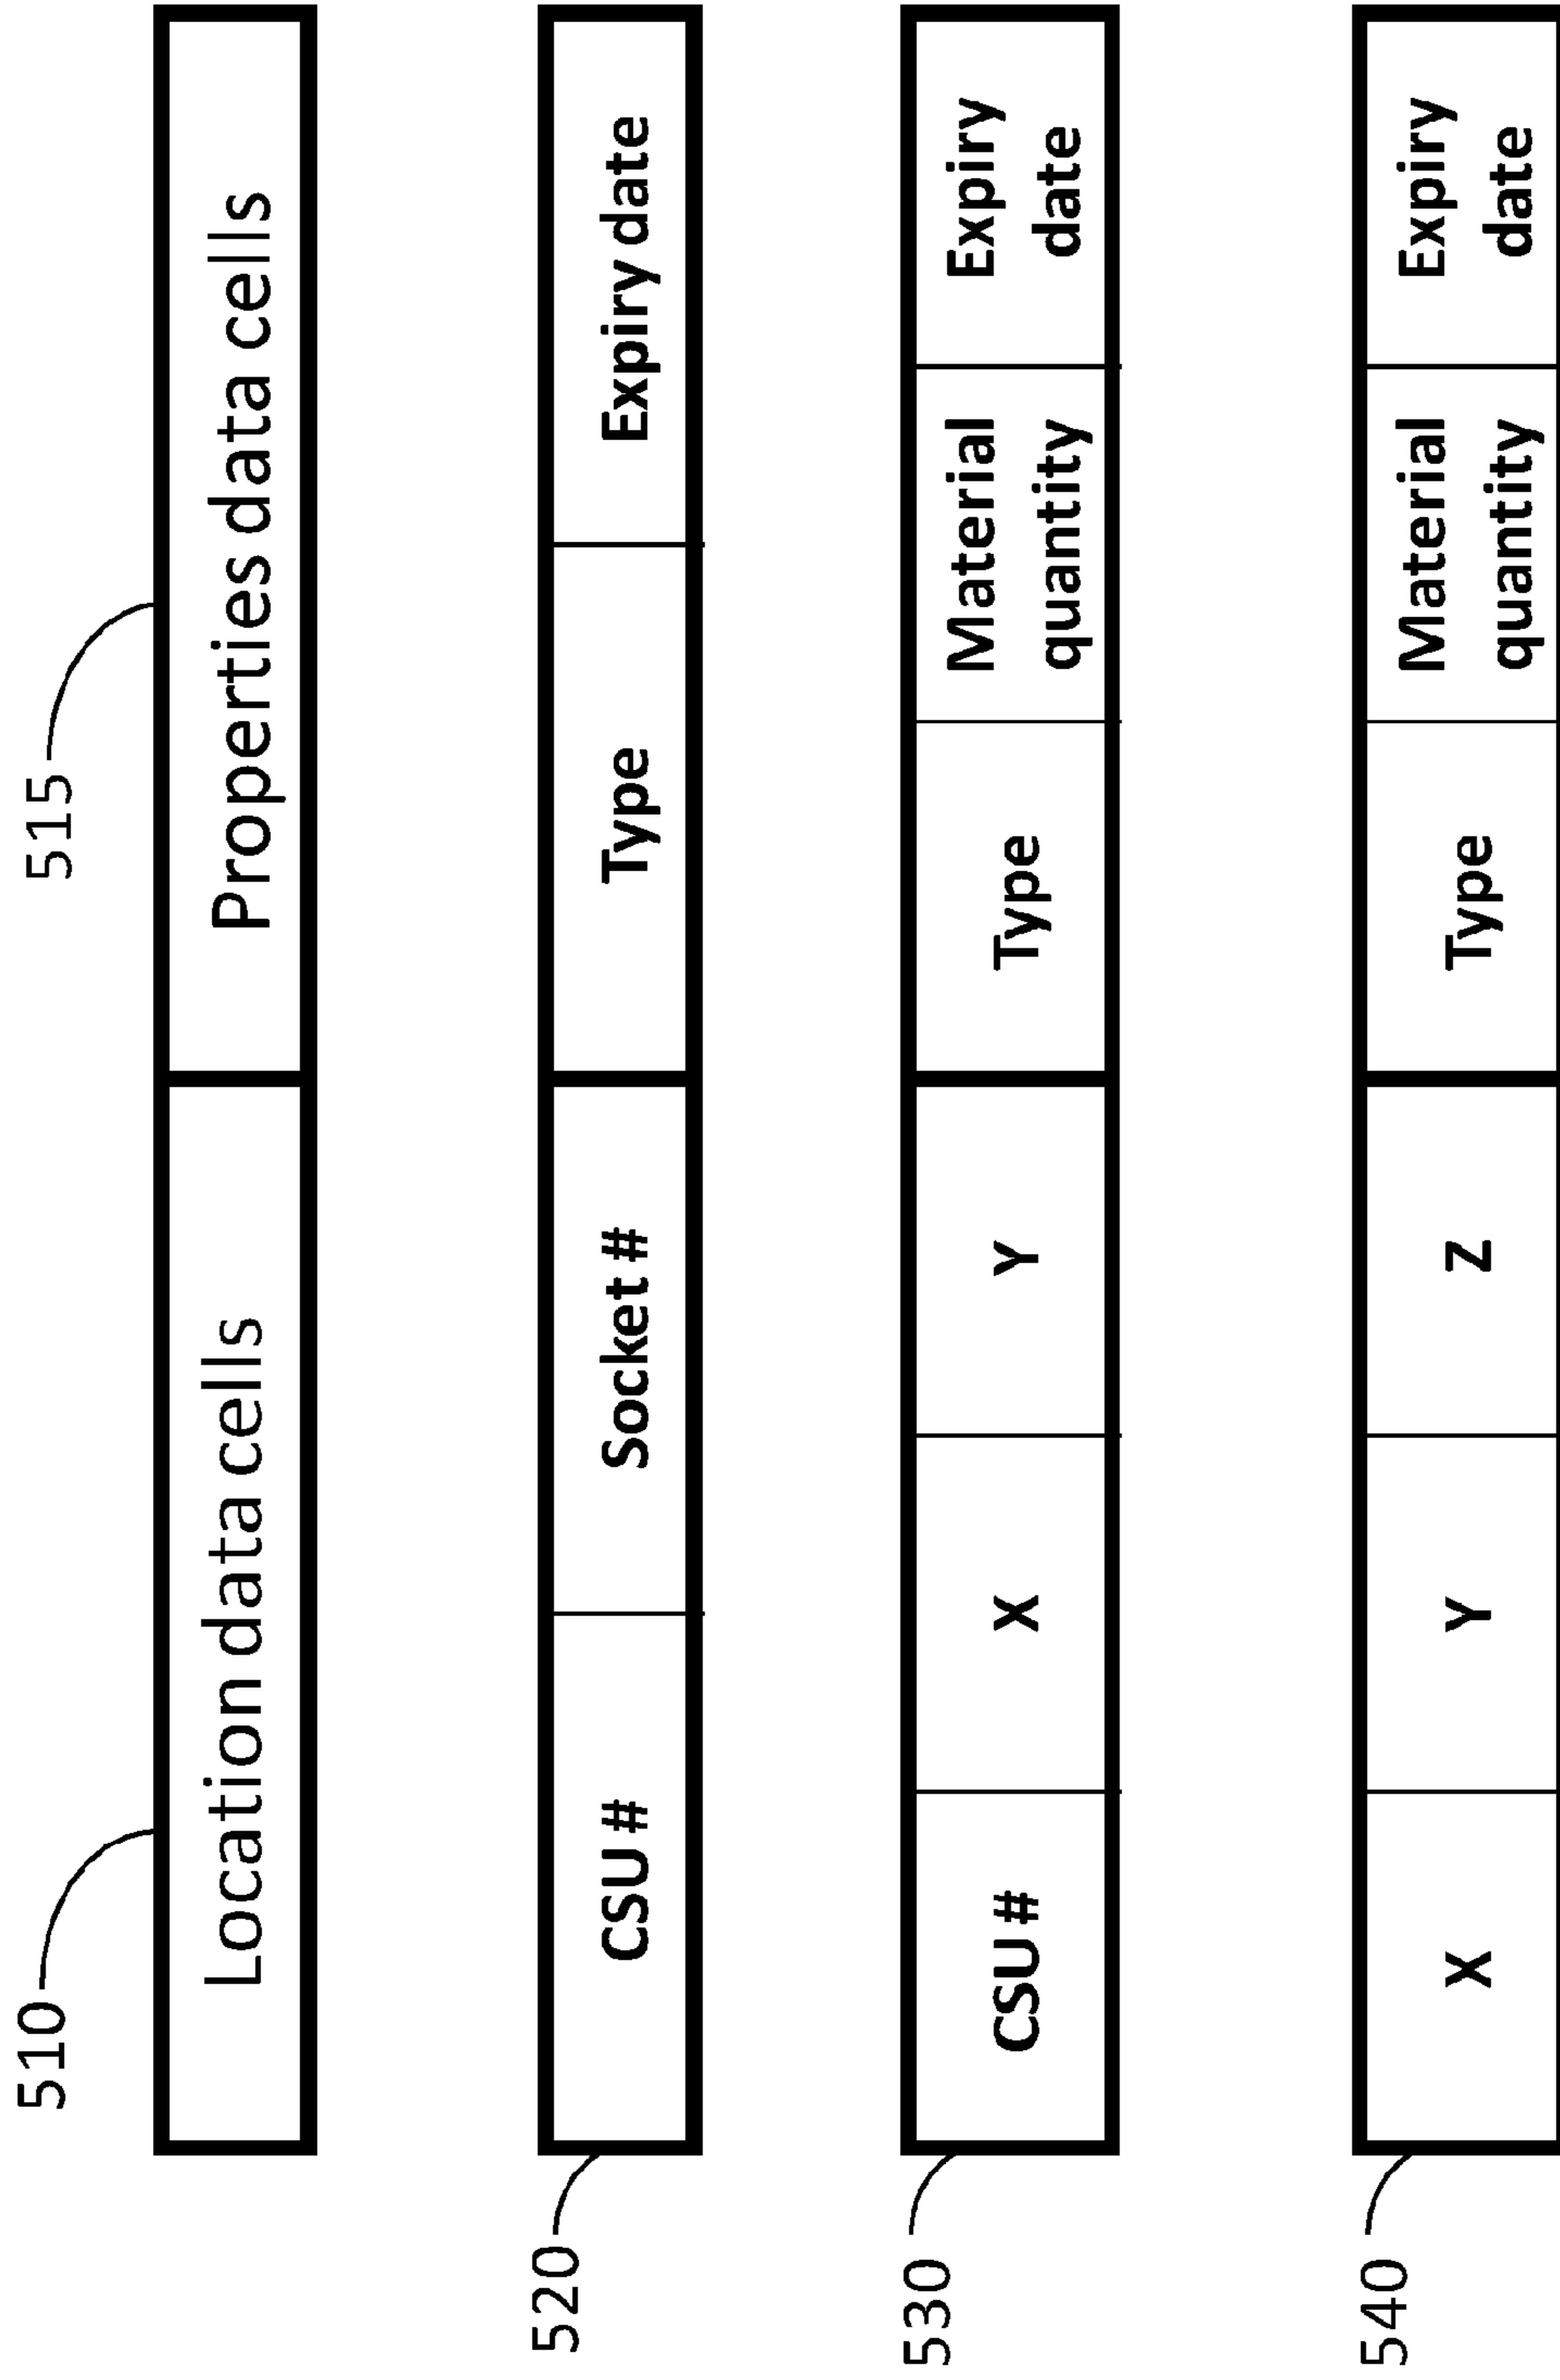 510
515
Location data cells
Properties data cells
520
CSU #
Socket #
Type
Expiry date
530
CSU #
X
Y
Type
Material
quantity
Expiry
date
540
X
Y
Z
Type
Material
quantity
Expiry
date